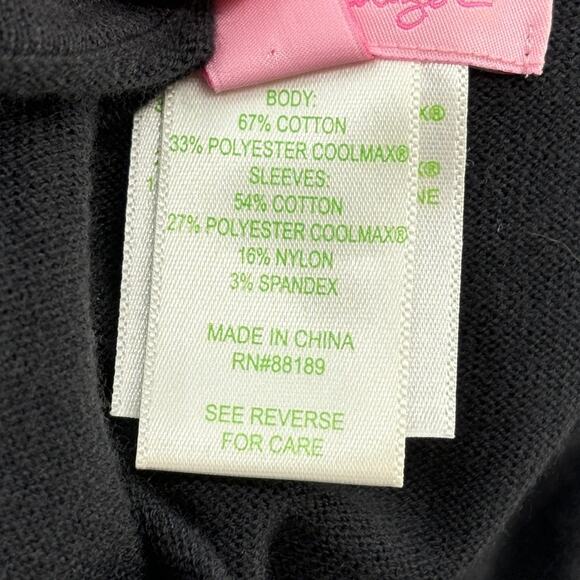 BODY:
67% COTTON
33% POLYESTER COOLMAX®
SLEEVES:
54% COTTON
27% POLYESTER COOLMAX®
16% NYLON
3% SPANDEX
MADE IN CHINA
RN#88189
SEE REVERSE
FOR CARE